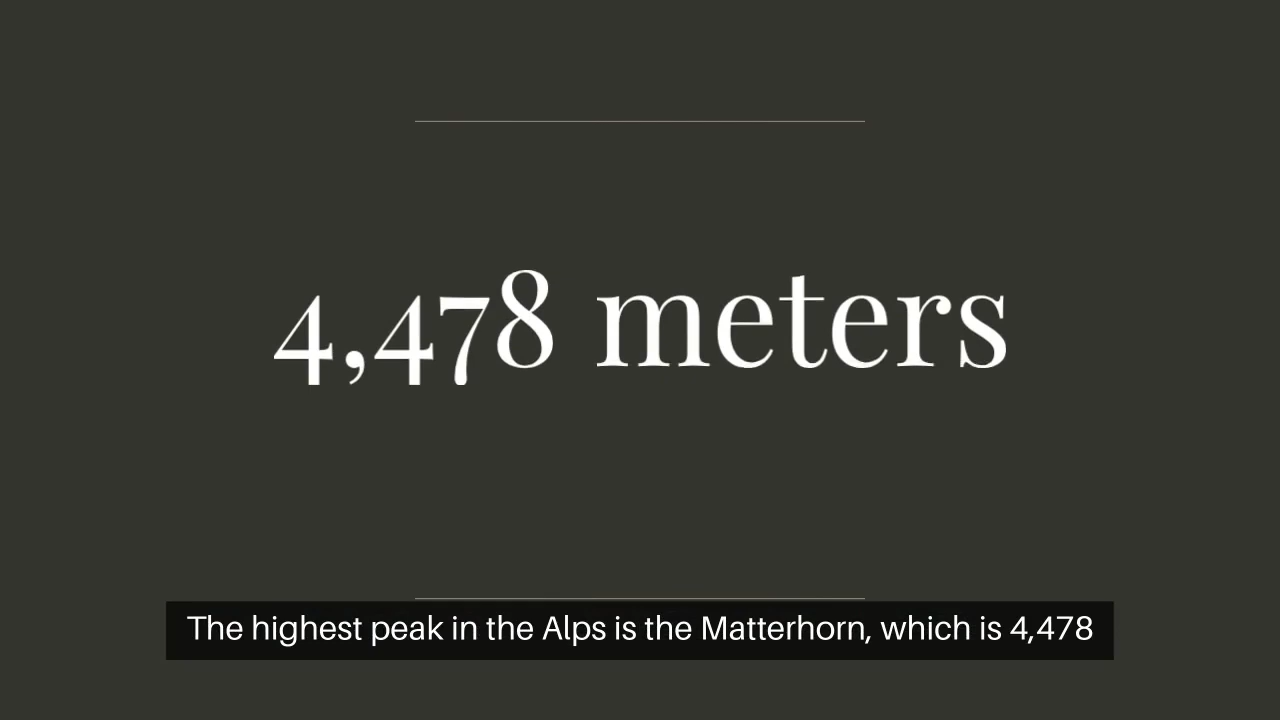 4,478 meters
The highest peak in the Alps is the Matterhorn, which is 4,478